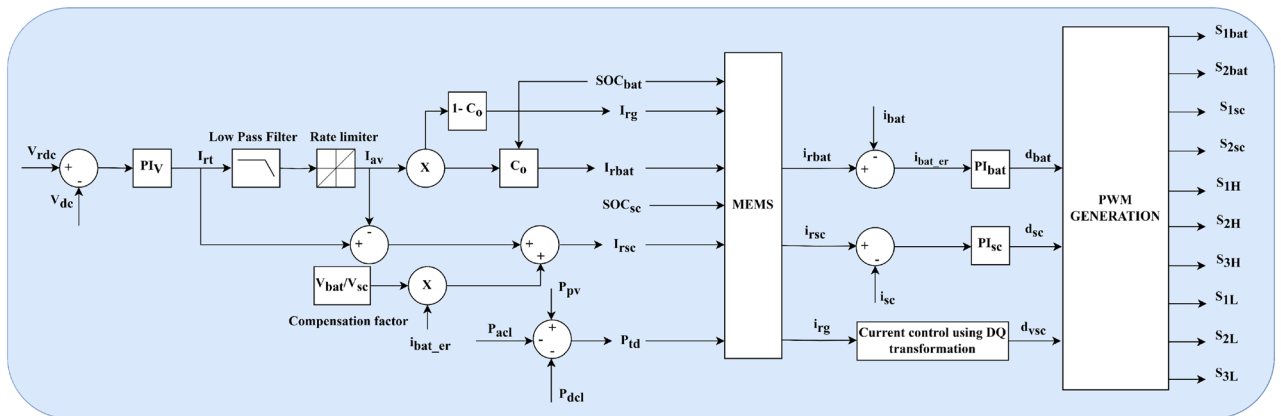 V_rdc
+
-
V_dc
PI_V
I_rt
Low Pass Filter
Rate limiter
I_av
X
1- C_o
C_o
SOC_bat
I_rg
I_rbat
SOC_sc
I_rsc
+
-
+
+
V_bat/V_sc
X
Compensation factor
i_bat_er
P_pv
P_acl
+
-
-
P_dcl
P_td
MEMS
i_rbat
i_bat
+
-
i_bat_er
PI_bat
d_bat
i_rsc
+
-
i_sc
PI_sc
d_sc
i_rg
Current control using DQ
transformation
d_vsc
PWM
GENERATION
S_1bat
S_2bat
S_1sc
S_2sc
S_1H
S_2H
S_3H
S_1L
S_2L
S_3L